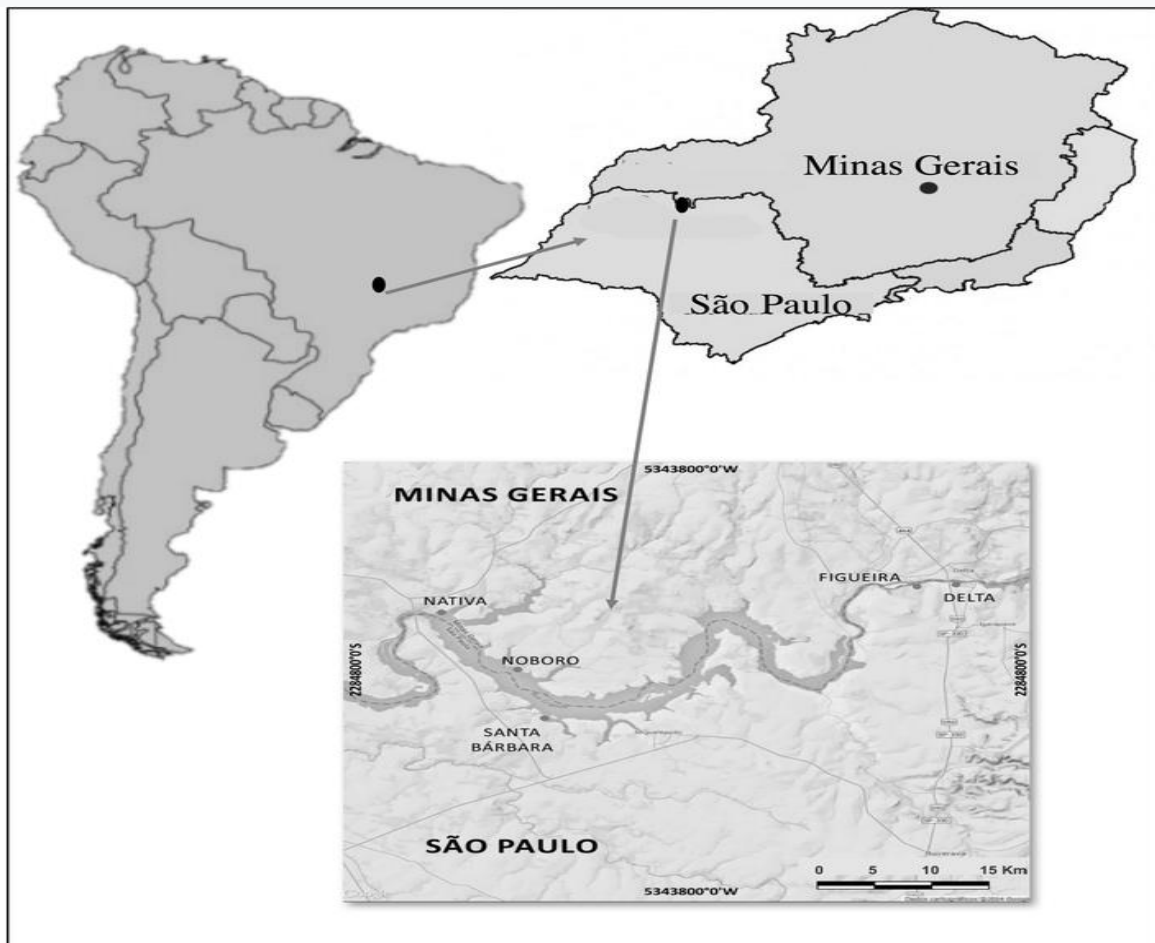 Minas Gerais
São Paulo
5343800°0'W
MINAS GERAIS
FIGUEIRA
DELTA
NATIVA
2284800°0'S
2284800°0'S
NOBORO
SANTA
BÁRBARA
SÃO PAULO
0 5 10 15 Km
5343800°0'W